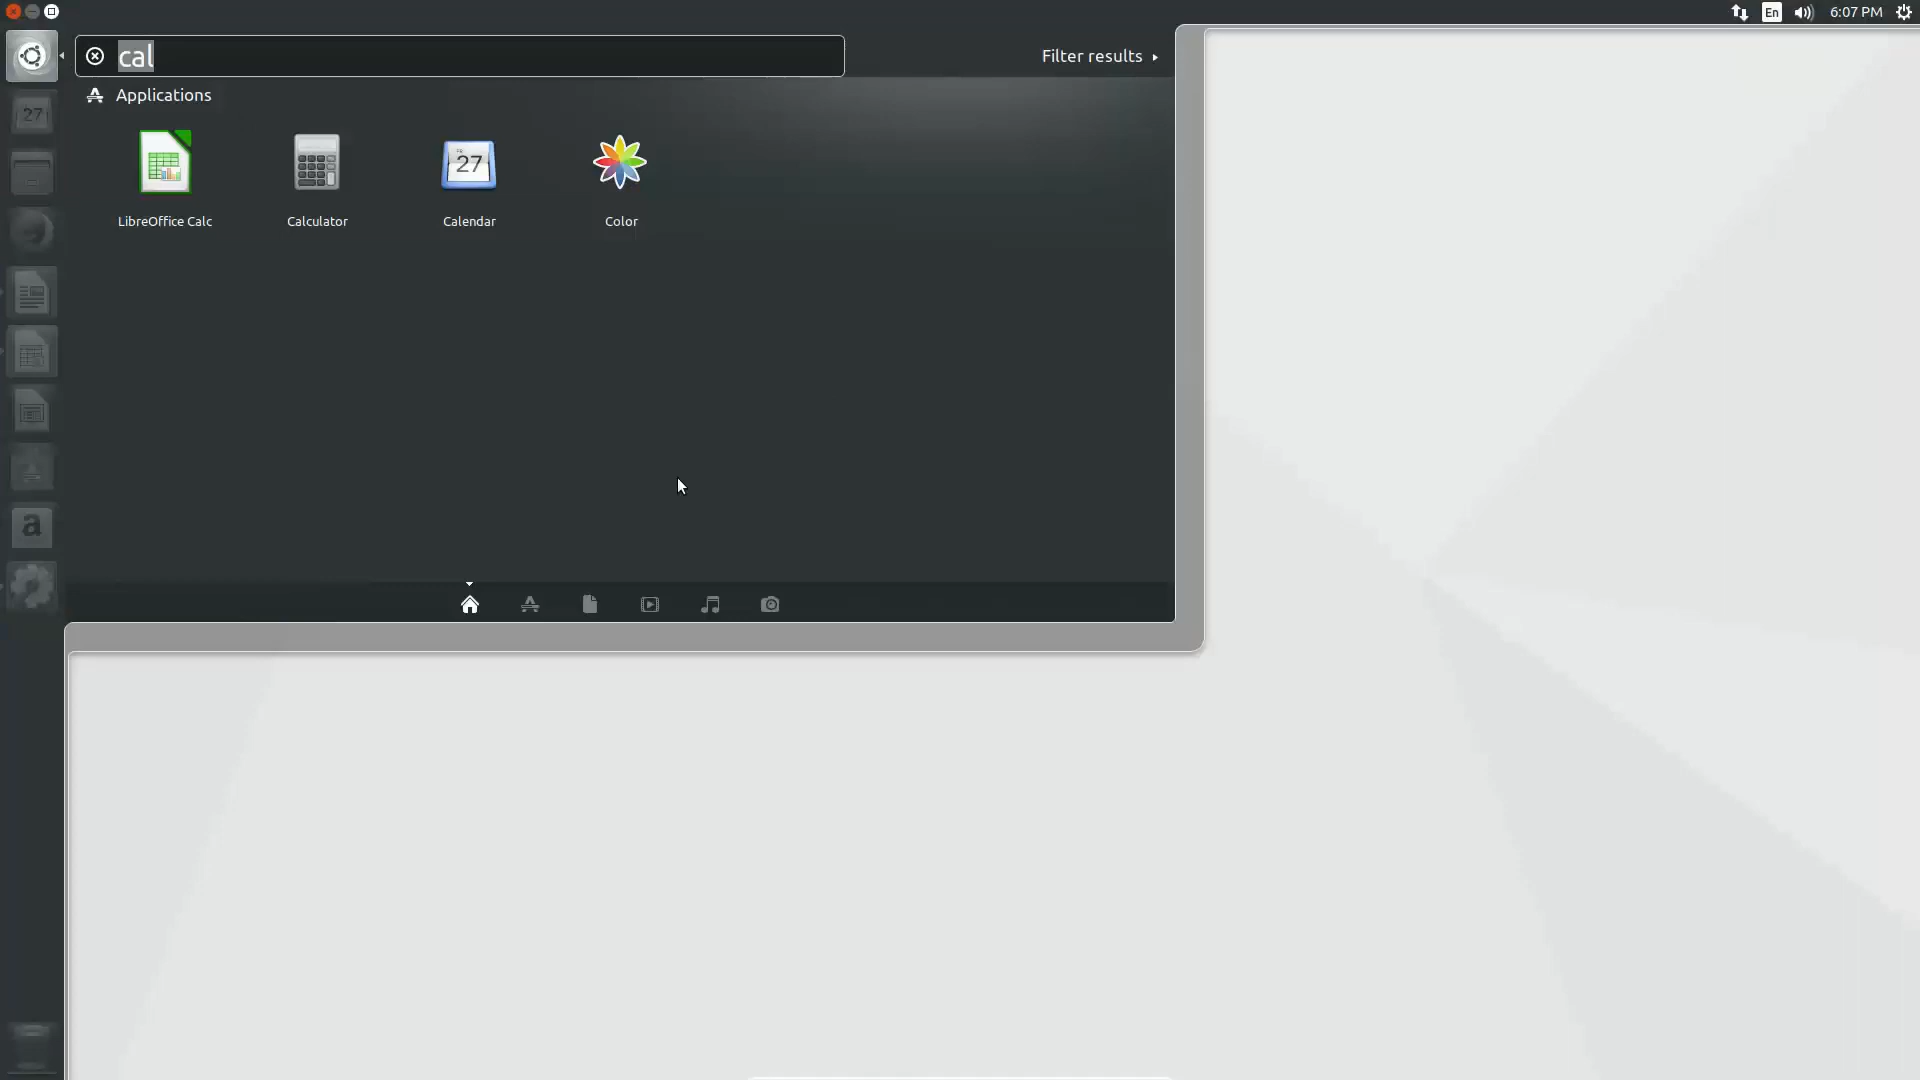 En
6:07 PM
cal
Filter results
Applications
27
27
LibreOffice Calc
Calculator
Calendar
Color
a